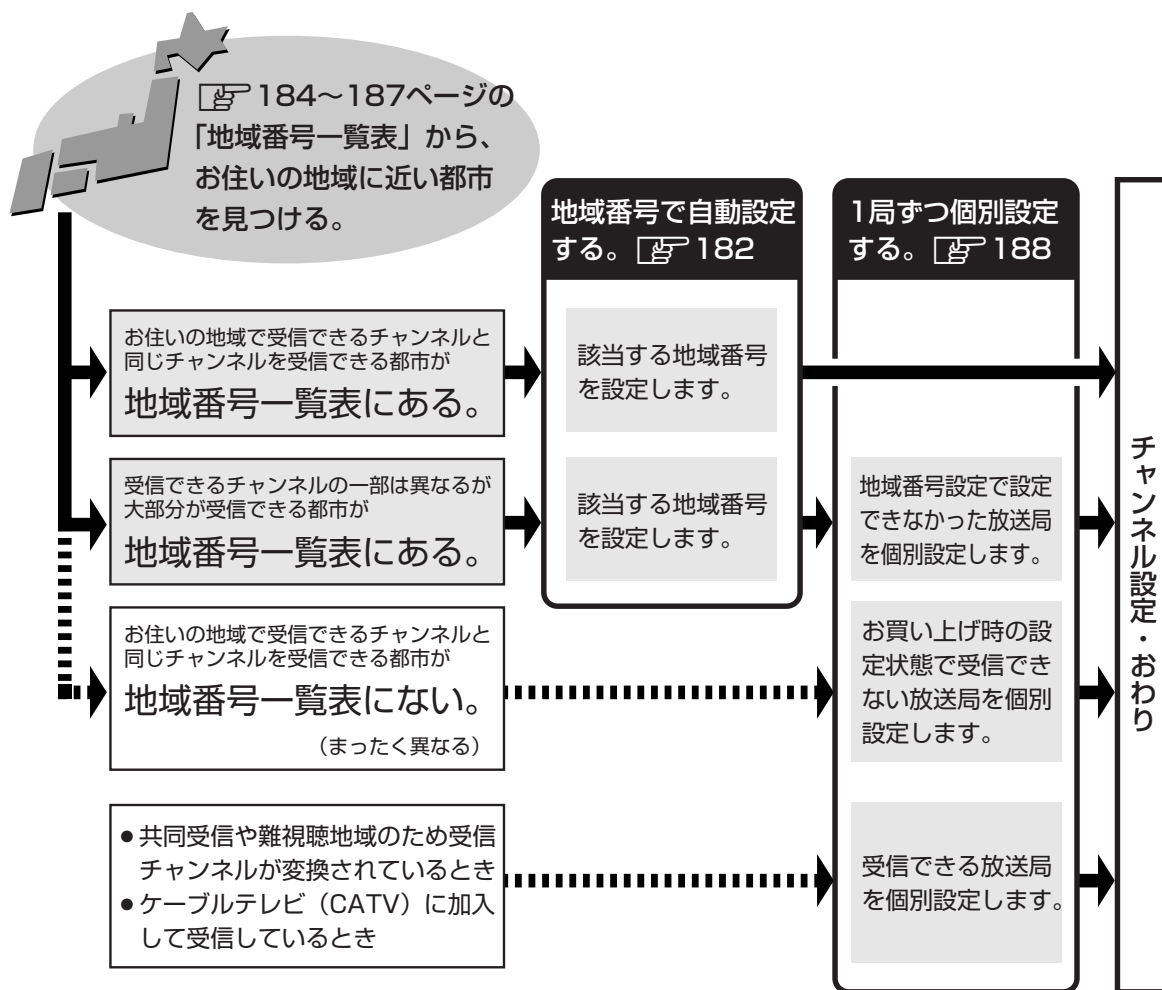 ☞ 184〜187ページの
「地域番号一覧表」から、
お住いの地域に近い都市
を見つける。
地域番号で自動設定
する。☞ 182
1局ずつ個別設定
する。☞ 188
お住いの地域で受信できるチャンネルと
同じチャンネルを受信できる都市が
地域番号一覧表にある。
該当する地域番号
を設定します。
受信できるチャンネルの一部は異なるが
大部分が受信できる都市が
地域番号一覧表にある。
該当する地域番号
を設定します。
地域番号設定で設定
できなかった放送局
を個別設定します。
お住いの地域で受信できるチャンネルと
同じチャンネルを受信できる都市が
地域番号一覧表にない。
（まったく異なる）
お買い上げ時の設
定状態で受信でき
ない放送局を個別
設定します。
●共同受信や難視聴地域のため受信
チャンネルが変換されているとき
●ケーブルテレビ（CATV）に加入
して受信しているとき
受信できる放送局
を個別設定します。
チャンネル設定・おわり